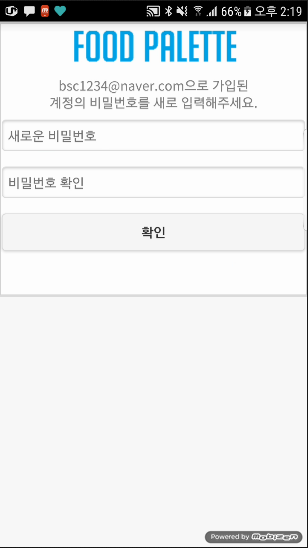 66% 오후 2:19
FOOD PALETTE
bsc1234@naver.com으로 가입된
계정의 비밀번호를 새로 입력해주세요.
새로운 비밀번호
비밀번호 확인
확인
Powered by mobizen